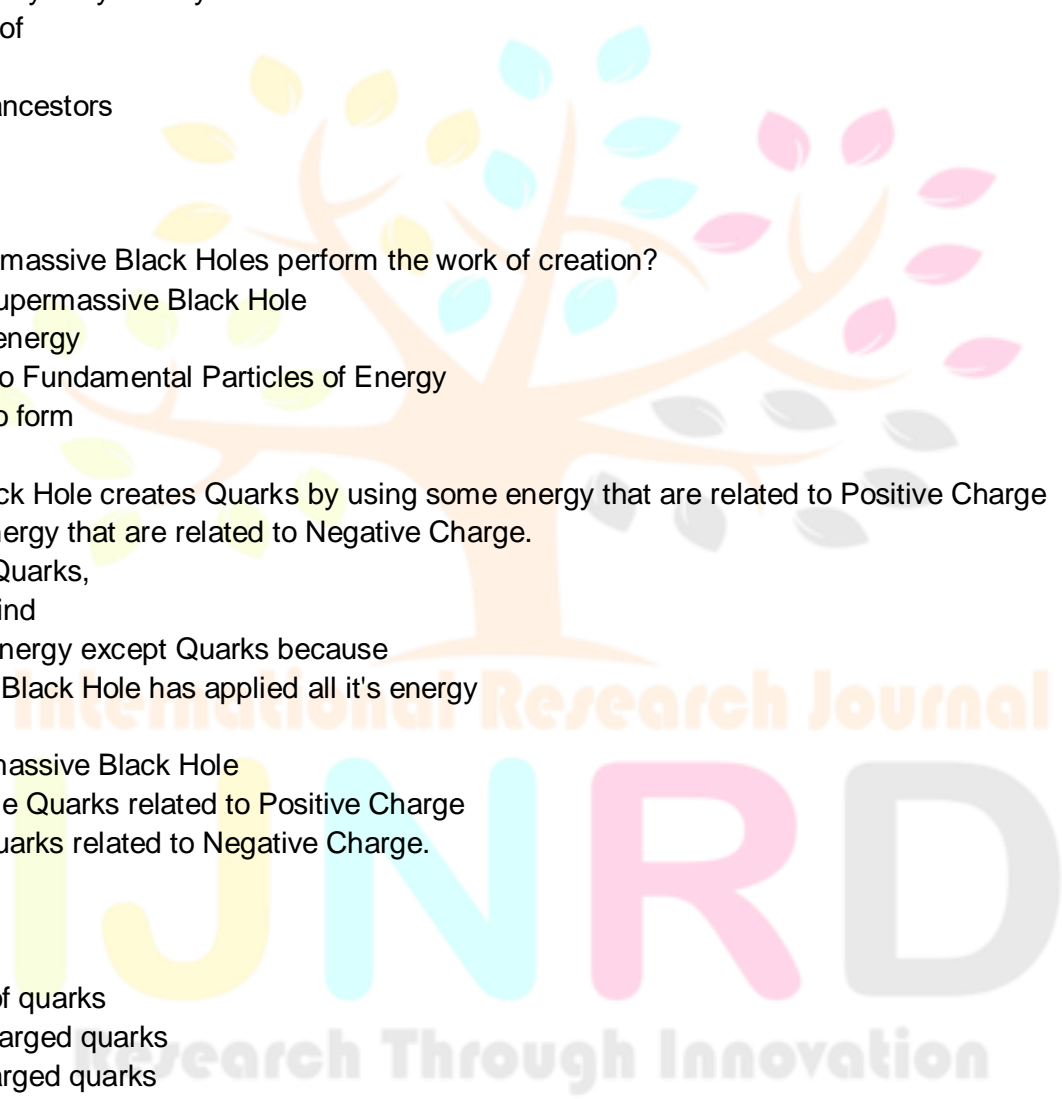 of
ancestors
massive Black Holes perform the work of creation?
upermassive Black Hole
energy
o Fundamental Particles of Energy
o form
ck Hole creates Quarks by using some energy that are related to Positive Charge
nergy that are related to Negative Charge.
Quarks,
ind
nergy except Quarks because
Black Hole has applied all it's energy
International Research Journal
nassive Black Hole
e Quarks related to Positive Charge
uarks related to Negative Charge.
IJNRD
of quarks
arged quarks
Research Through Innovation
arged quarks